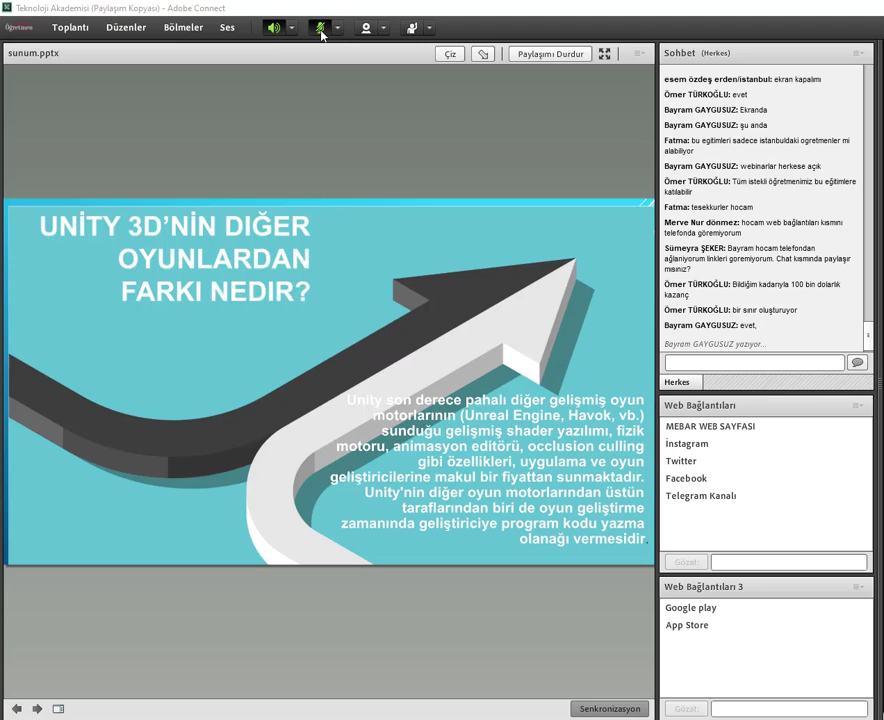 Teknoloji Akademisi (Paylaşım Kopyası) - Adobe Connect
Öğretmen
Toplantı Düzenler Bölmeler Ses
sunum.pptx
Çiz
Paylaşımı Durdur
UNİTY 3D’NİN DIĞER
OYUNLARDAN
FARKI NEDIR?
Unity son derece pahalı diğer gelişmiş oyun
motorlarının (Unreal Engine, Havok, vb.)
sunduğu gelişmiş shader yazılımı, fizik
motoru, animasyon editörü, occlusion culling
gibi özellikleri, uygulama ve oyun
geliştiricilerine makul bir fiyattan sunmaktadır.
Unity'nin diğer oyun motorlarından üstün
taraflarından biri de oyun geliştirme
zamanında geliştiriciye program kodu yazma
olanağı vermesidir.
Senkronizasyon
Sohbet (Herkes)
esem özdeş erden/istanbul: ekran kapalımı
Ömer TÜRKOĞLU: evet
Bayram GAYGUSUZ: Ekranda
Bayram GAYGUSUZ: şu anda
Fatma: bu egitimleri sadece istanbuldaki ogretmenler mi
alabiliyor
Bayram GAYGUSUZ: webinarlar herkese açık
Ömer TÜRKOĞLU: Tüm istekli öğretmenimiz bu eğitimlere
katılabilir
Fatma: tesekkurler hocam
Merve Nur dönmez: hocam web bağlantıları kısmını
telefonda göremiyorum
Sümeyra ŞEKER: Bayram hocam telefondan
ağlaniyorum linkleri goremiyorum. Chat kısmında paylaşır
mısınız?
Ömer TÜRKOĞLU: Bildiğim kadarıyla 100 bin dolarlık
kazanç
Ömer TÜRKOĞLU: bir sınır oluşturuyor
Bayram GAYGUSUZ: evet,
Bayram GAYGUSUZ yazıyor...
Herkes
Web Bağlantıları
MEBAR WEB SAYFASI
İnstagram
Twitter
Facebook
Telegram Kanalı
Gözat:
Web Bağlantıları 3
Google play
App Store
Gözat: